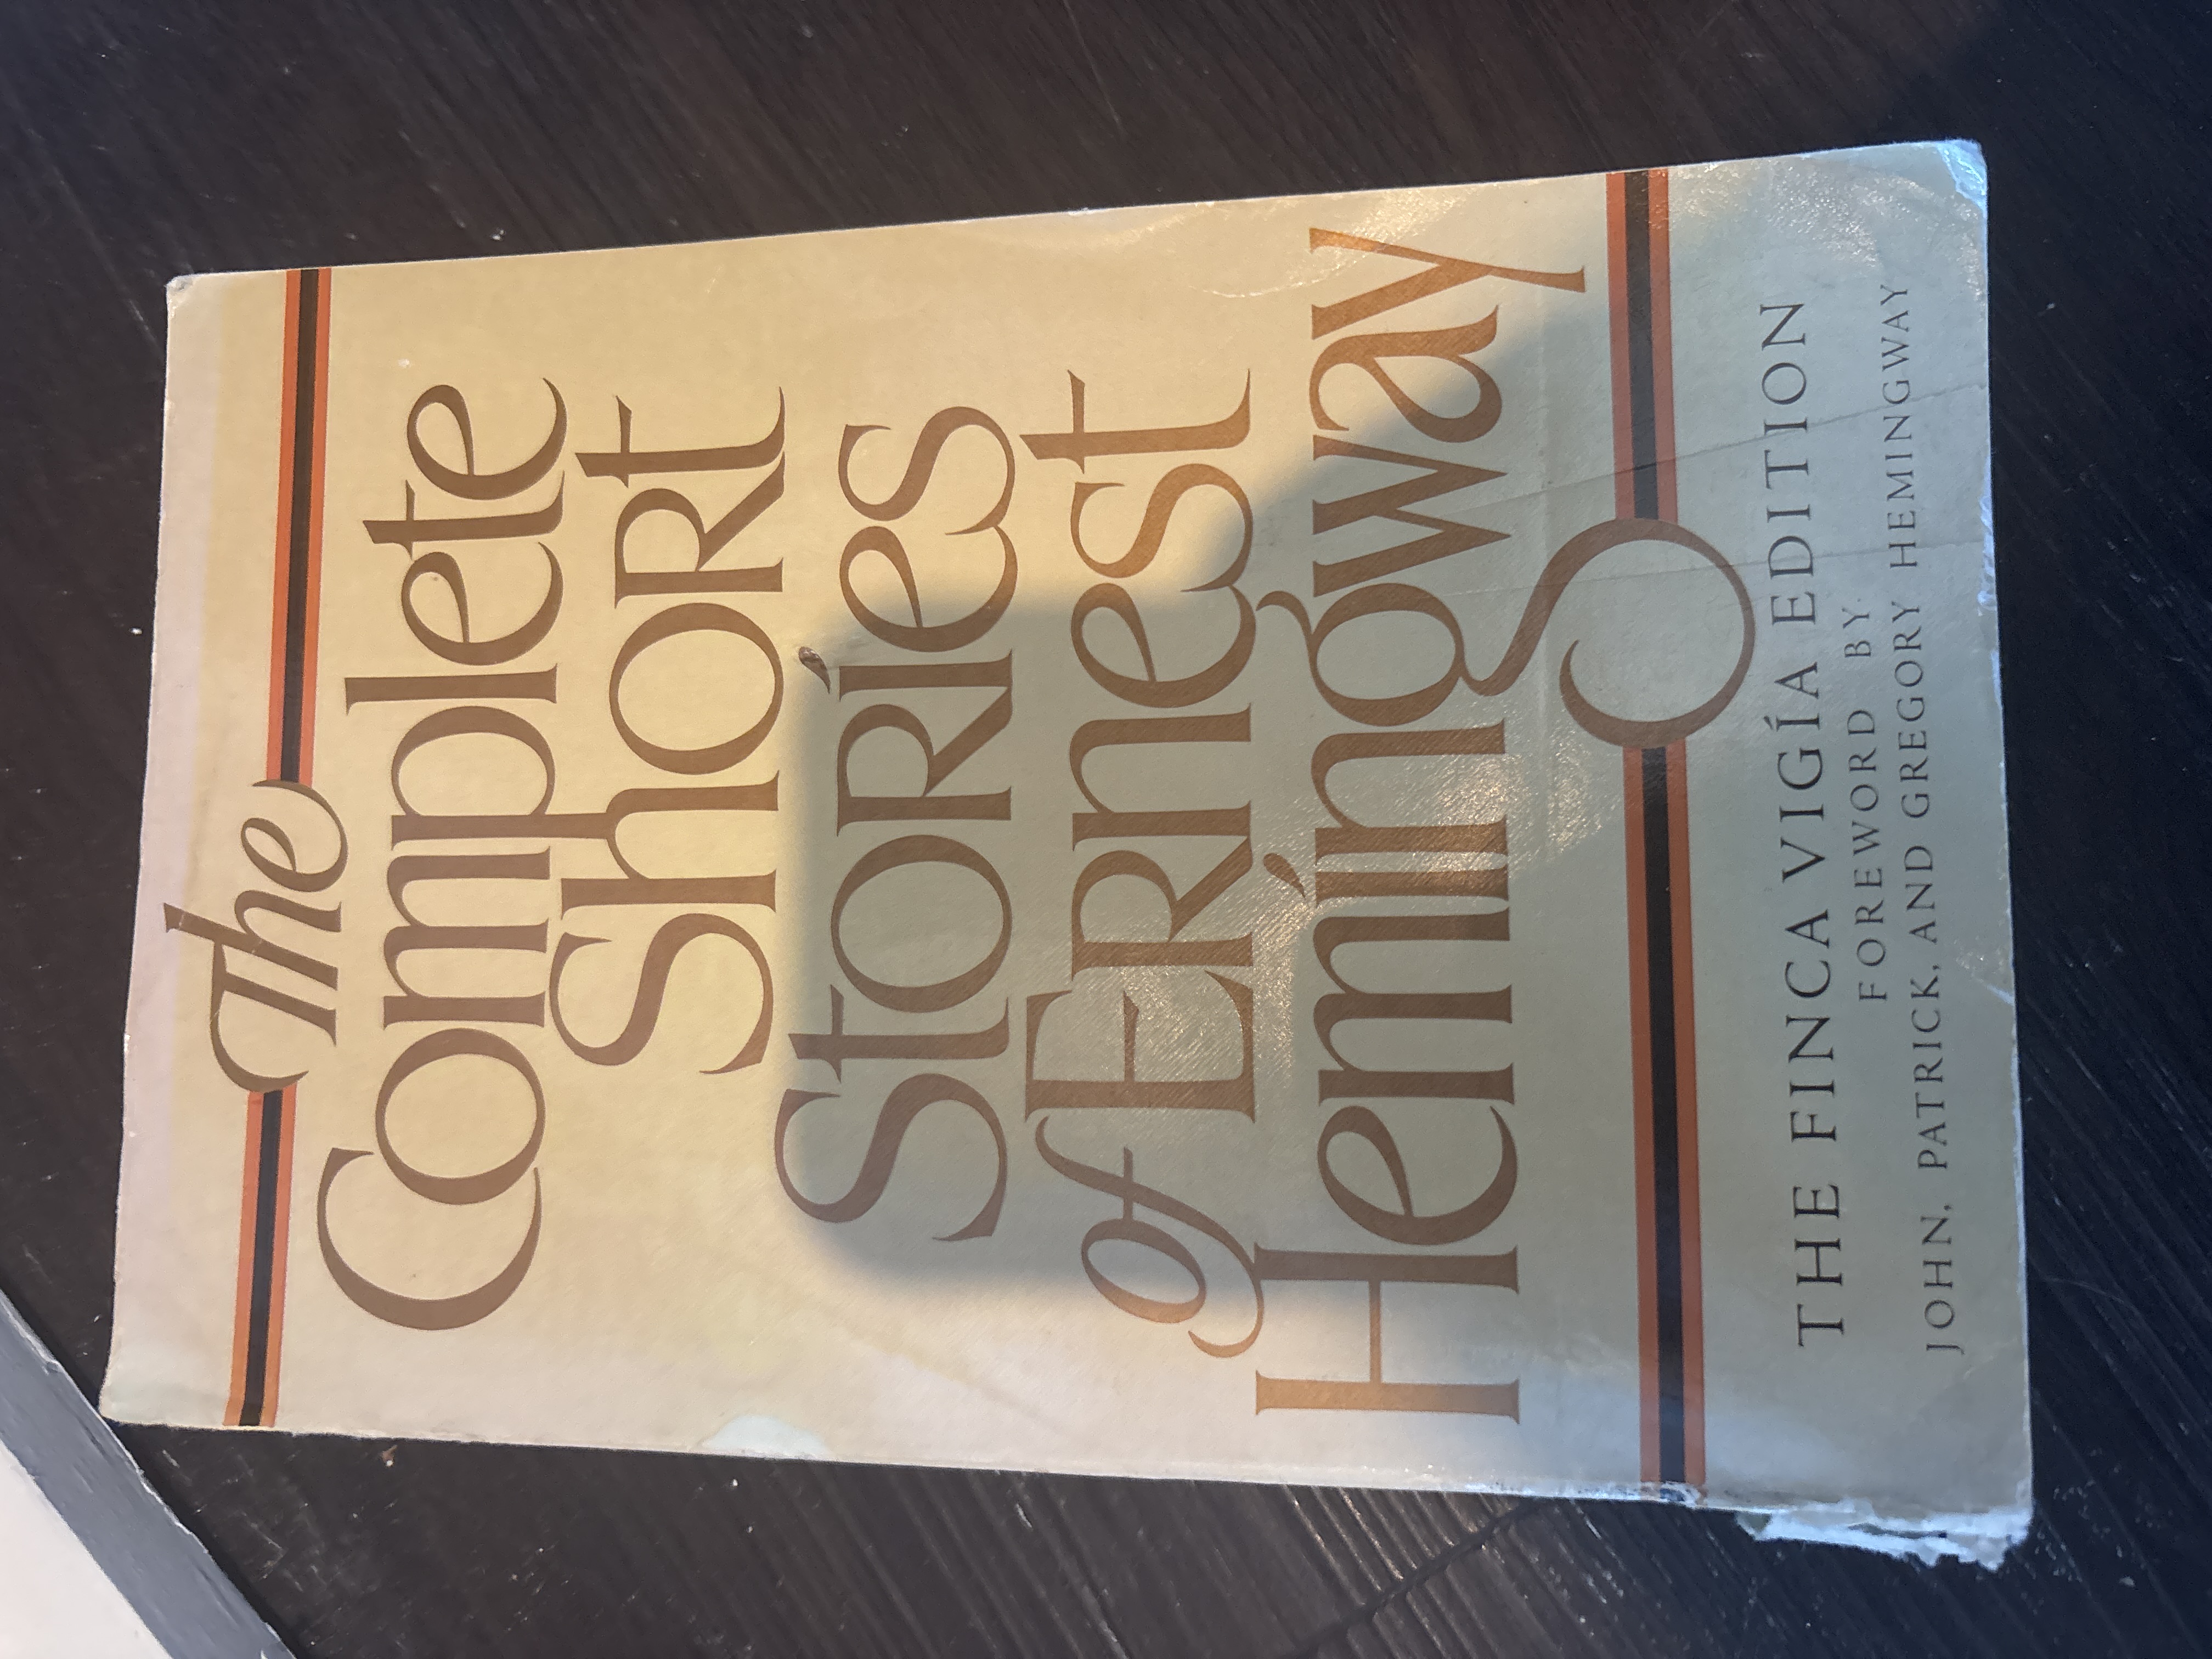 The
Complete
Short
Stories
of Ernest
Hemingway
THE FINCA VIGÍA EDITION
FOREWORD BY
JOHN, PATRICK, AND GREGORY HEMINGWAY